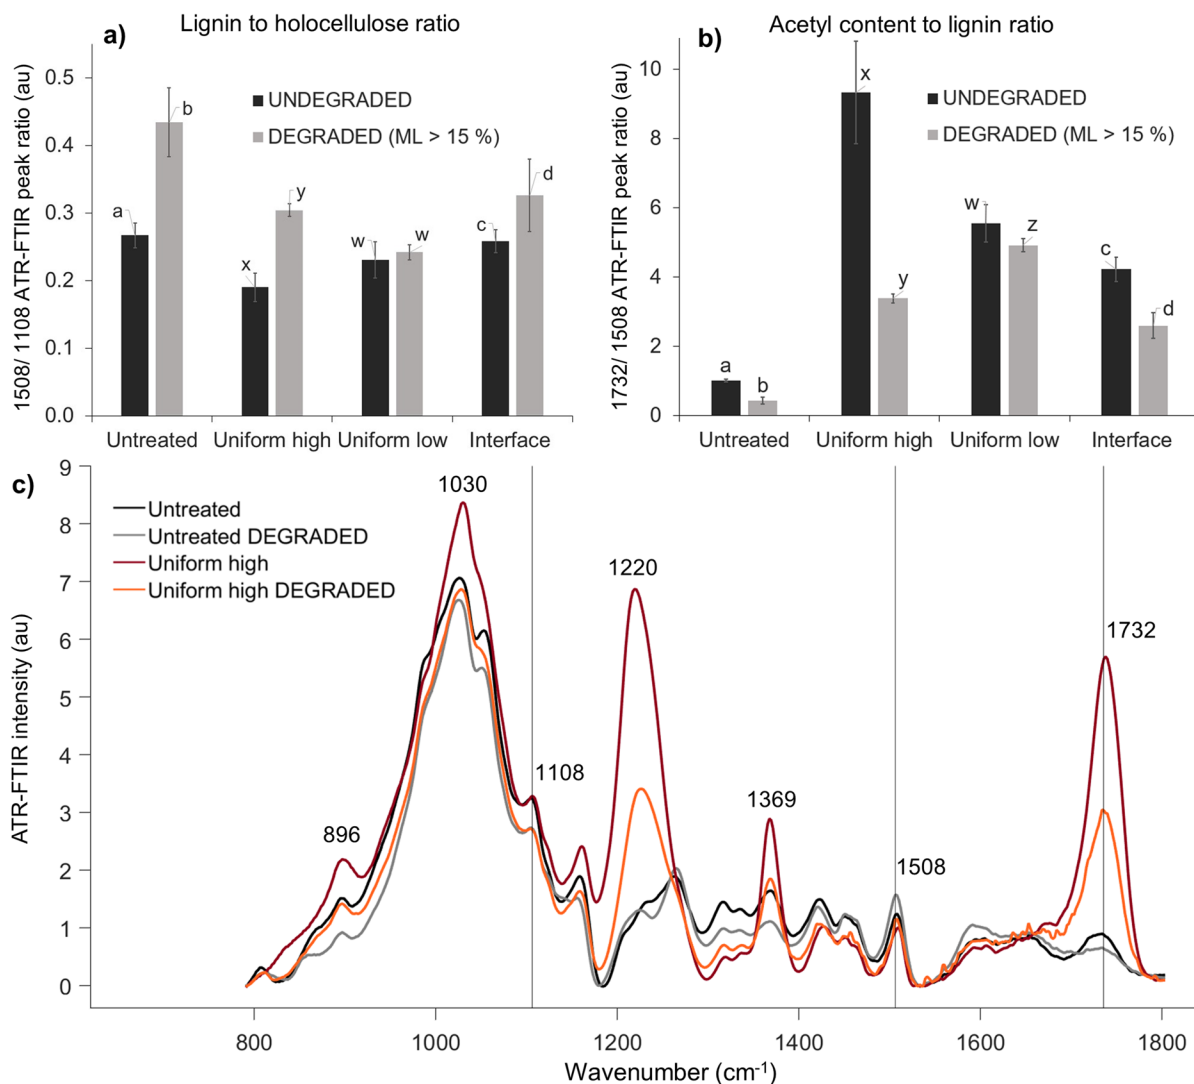 a)
Lignin to holocellulose ratio
1508/ 1108 ATR-FTIR peak ratio (au)
0.5
0.4
0.3
0.2
0.1
0.0
UNDEGRADED
DEGRADED (ML > 15 %)
a
b
x
y
w
w
c
d
Untreated
Uniform high
Uniform low
Interface
b)
Acetyl content to lignin ratio
1732/ 1508 ATR-FTIR peak ratio (au)
10
8
6
4
2
0
UNDEGRADED
DEGRADED (ML > 15 %)
a
b
x
y
w
z
c
d
Untreated
Uniform high
Uniform low
Interface
c)
ATR-FTIR intensity (au)
9
8
7
6
5
4
3
2
1
0
Untreated
Untreated DEGRADED
Uniform high
Uniform high DEGRADED
896
1030
1108
1220
1369
1508
1732
800
1000
1200
1400
1600
1800
Wavenumber (cm-1)